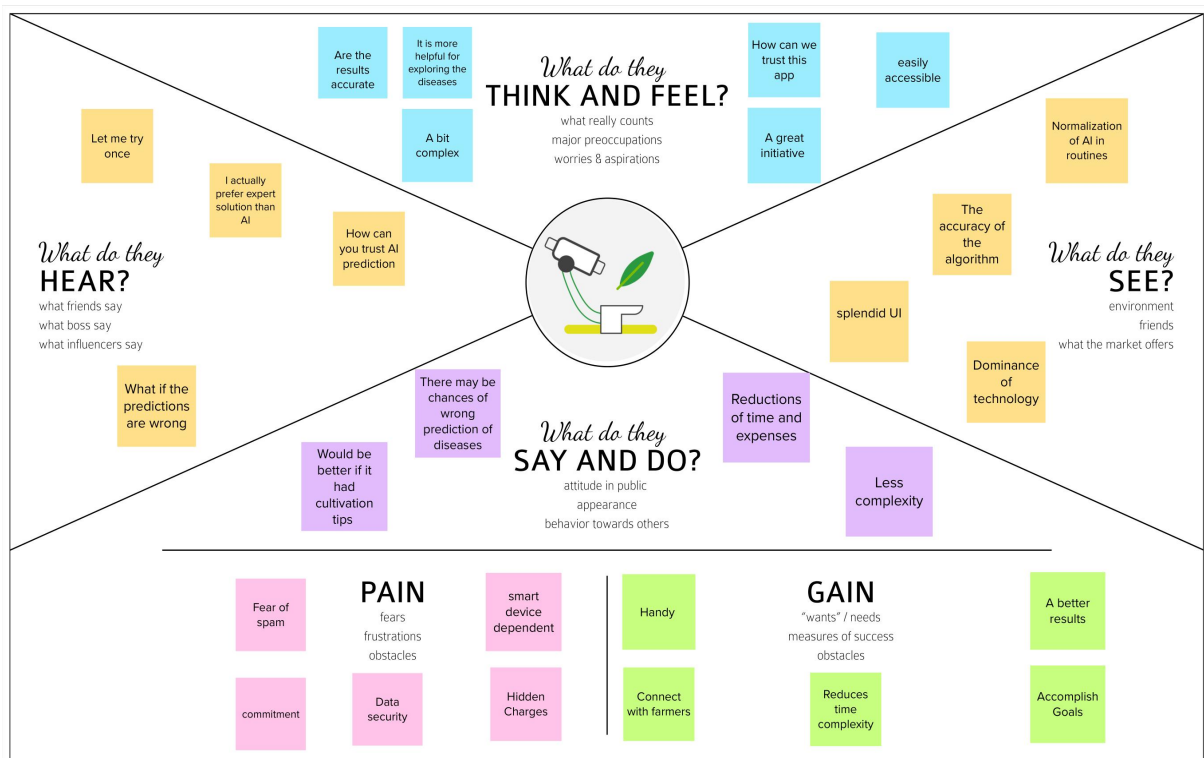 What do they
THINK AND FEEL?
what really counts
major preoccupations
worries & aspirations
Are the
results
accurate
It is more
helpful for
exploring the
diseases
A bit
complex
How can we
trust this
app
easily
accessible
A great
initiative
What do they
HEAR?
what friends say
what boss say
what influencers say
Let me try
once
I actually
prefer expert
solution than
AI
How can
you trust AI
prediction
What if the
predictions
are wrong
What do they
SEE?
environment
friends
what the market offers
Normalization
of AI in
routines
The
accuracy of
the
algorithm
splendid UI
Dominance
of
technology
What do they
SAY AND DO?
attitude in public
appearance
behavior towards others
There may be
chances of
wrong
prediction of
diseases
Would be
better if it
had
cultivation
tips
Reductions
of time and
expenses
Less
complexity
PAIN
fears
frustrations
obstacles
Fear of
spam
smart
device
dependent
commitment
Data
security
Hidden
Charges
GAIN
"wants" / needs
measures of success
obstacles
Handy
A better
results
Connect
with farmers
Reduces
time
complexity
Accomplish
Goals